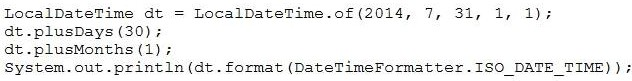 LocalDateTime dt = LocalDateTime.of(2014, 7, 31, 1, 1);
dt.plusDays(30);
dt.plusMonths(1);
System.out.println(dt.format(DateTimeFormatter.ISO_DATE_TIME));